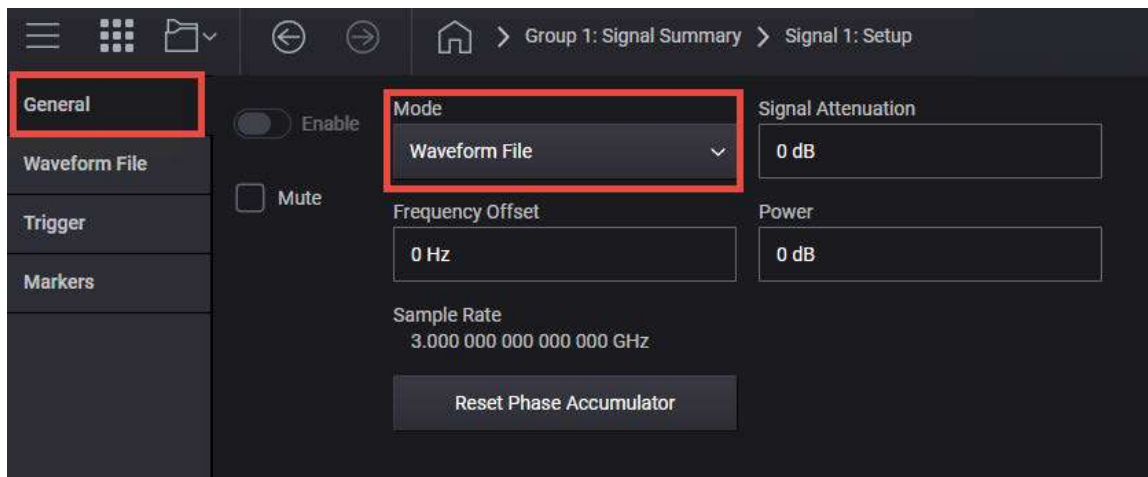 Group 1: Signal Summary > Signal 1: Setup
General
Waveform File
Trigger
Markers
Enable
Mute
Mode
Waveform File
Signal Attenuation
0 dB
Frequency Offset
0 Hz
Power
0 dB
Sample Rate
3.000 000 000 000 000 GHz
Reset Phase Accumulator